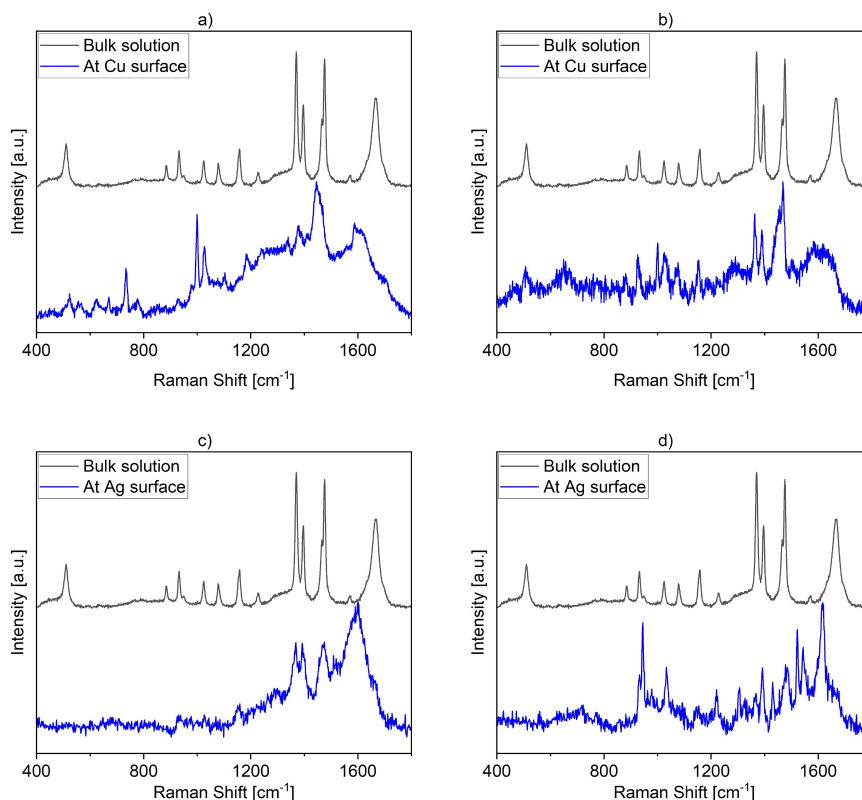 a)
Bulk solution
At Cu surface
Intensity [a.u.]
400 800 1200 1600
Raman Shift [cm⁻¹]
b)
Bulk solution
At Cu surface
Intensity [a.u.]
400 800 1200 1600
Raman Shift [cm⁻¹]
c)
Bulk solution
At Ag surface
Intensity [a.u.]
400 800 1200 1600
Raman Shift [cm⁻¹]
d)
Bulk solution
At Ag surface
Intensity [a.u.]
400 800 1200 1600
Raman Shift [cm⁻¹]